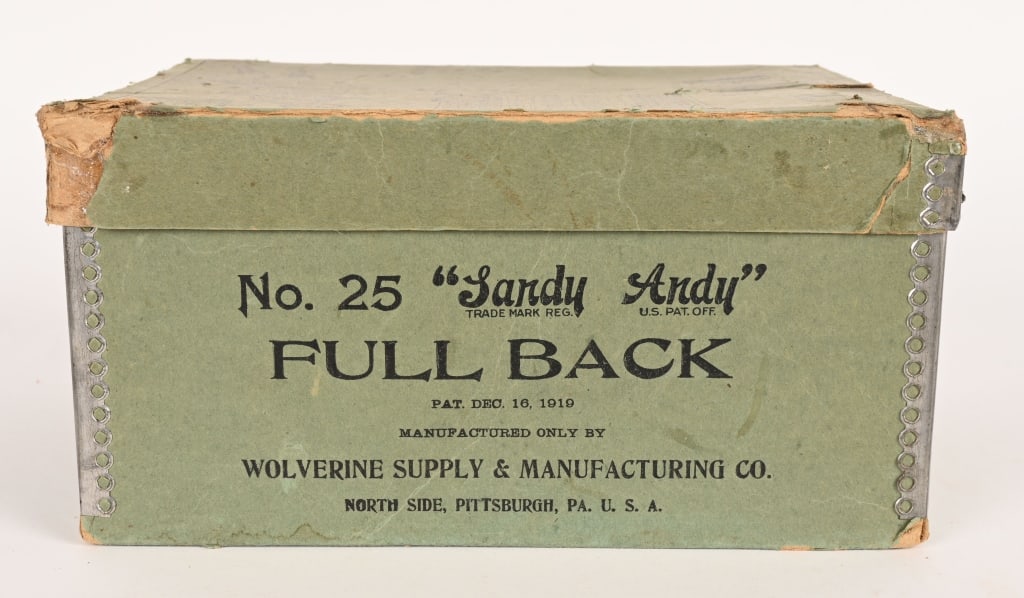 No. 25 “Sandy Andy”
TRADE MARK REG. U.S. PAT. OFF.
FULL BACK
PAT. DEC. 16, 1919
MANUFACTURED ONLY BY
WOLVERINE SUPPLY & MANUFACTURING CO.
NORTH SIDE, PITTSBURGH, PA. U. S. A.